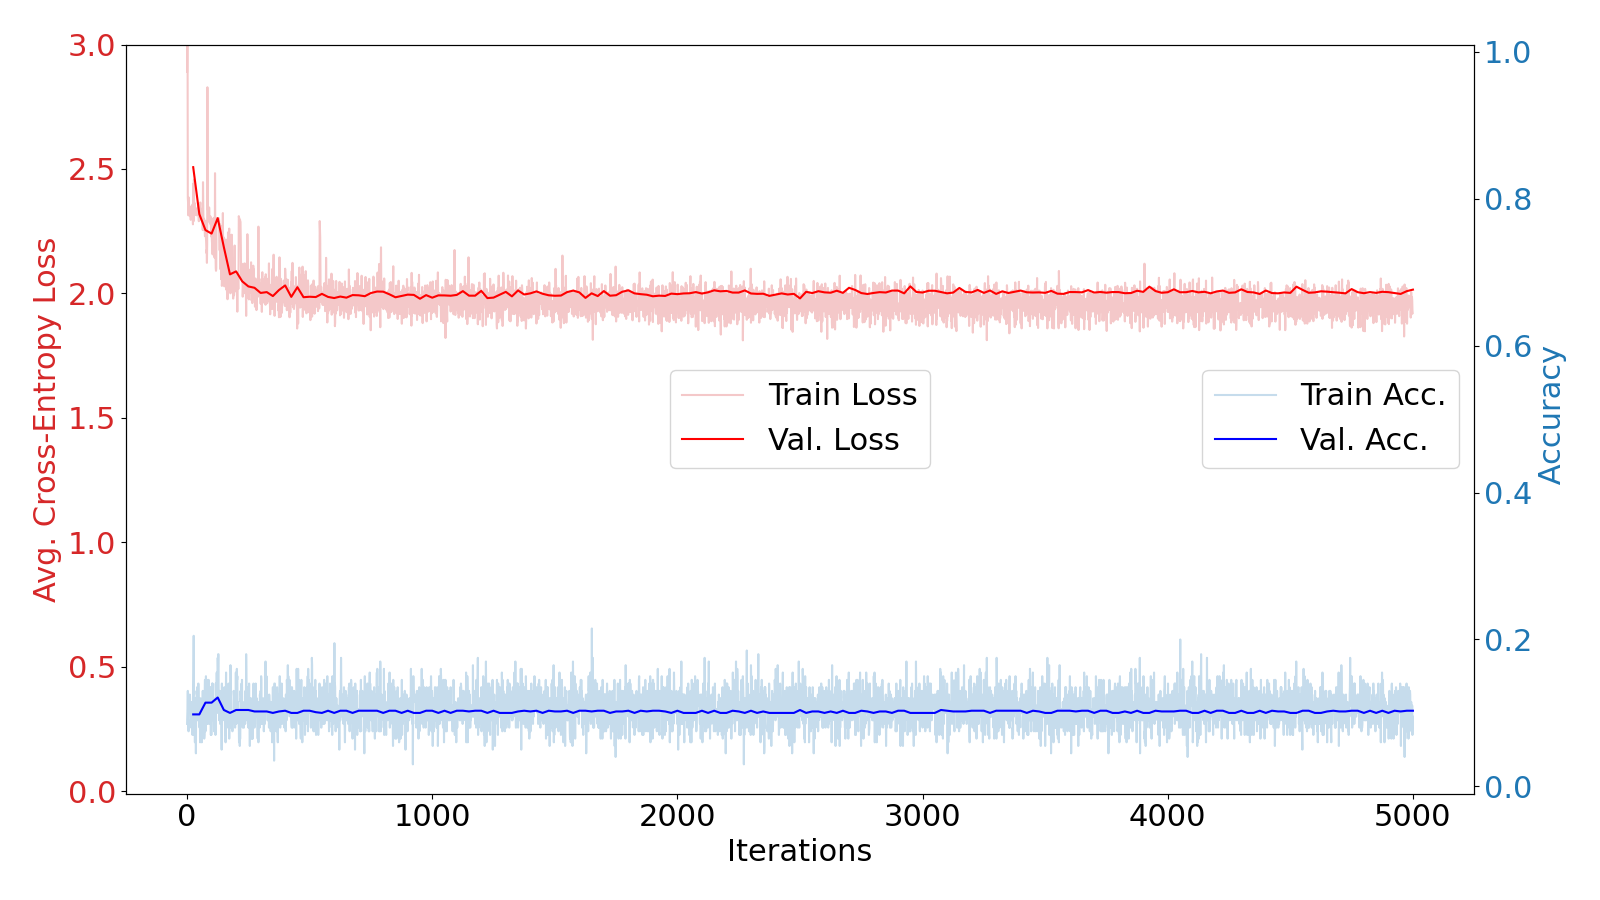 3.0
2.5
2.0
1.5
1.0
0.5
0.0
Avg. Cross-Entropy Loss
Train Loss
Val. Loss
Train Acc.
Val. Acc.
1.0
0.8
0.6
0.4
0.2
0.0
Accuracy
0 1000 2000 3000 4000 5000
Iterations